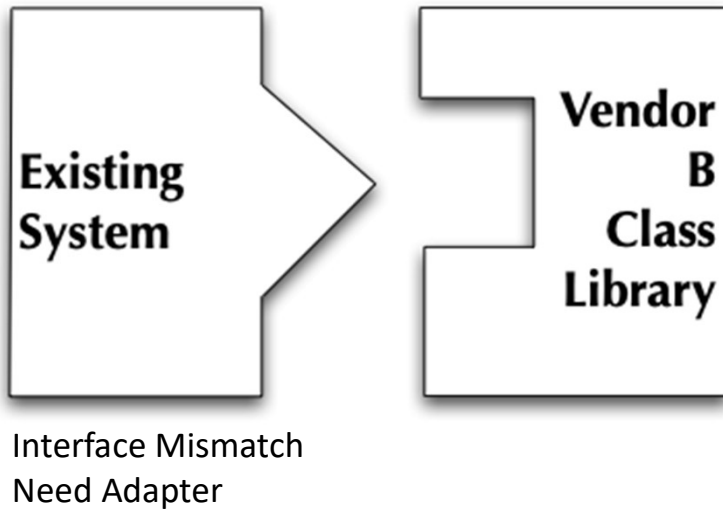 Existing
System
Vendor
B
Class
Library
Interface Mismatch
Need Adapter